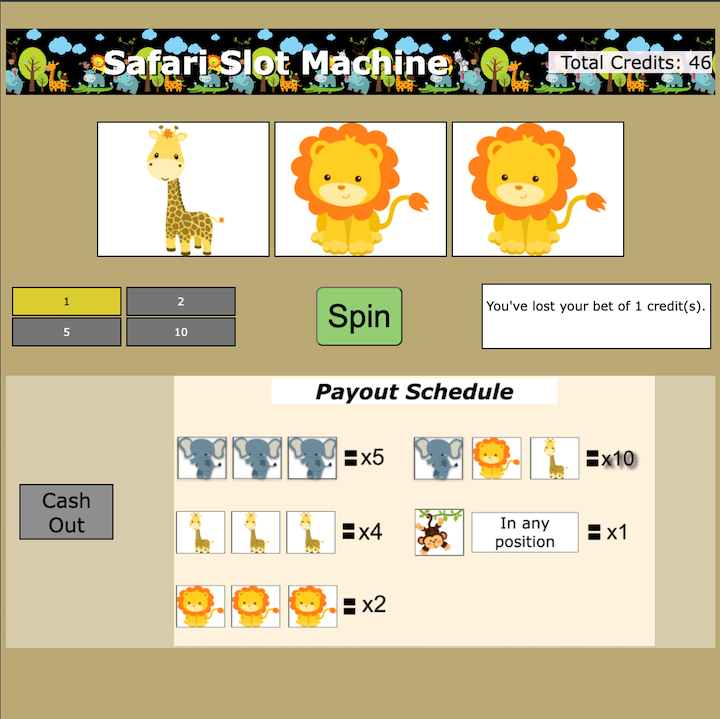 Safari Slot Machine
Total Credits: 46
1
2
5
10
Spin
You've lost your bet of 1 credit(s).
Payout Schedule
= x5
= x10
Cash
Out
= x4
In any
position
= x1
= x2